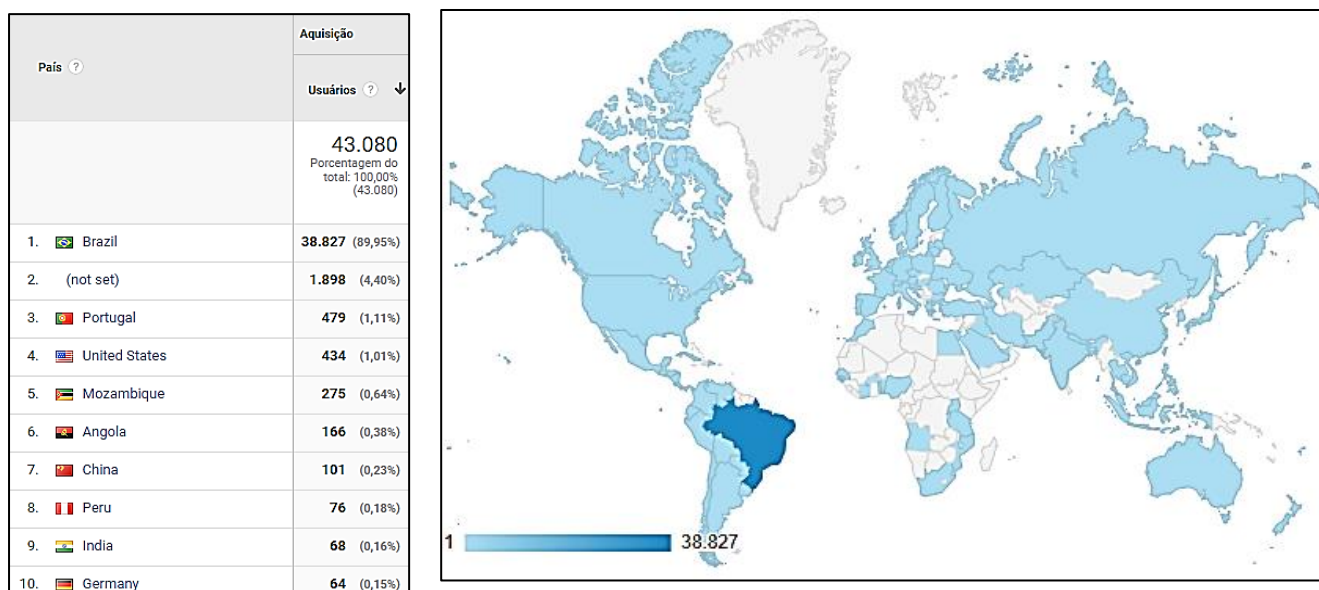 Aquisição
País ?
Usuários ?
43.080
Porcentagem do
total: 100,00%
(43.080)
1. Brazil 38.827 (89,95%)
2. (not set) 1.898 (4,40%)
3. Portugal 479 (1,11%)
4. United States 434 (1,01%)
5. Mozambique 275 (0,64%)
6. Angola 166 (0,38%)
7. China 101 (0,23%)
8. Peru 76 (0,18%)
9. India 68 (0,16%)
10. Germany 64 (0,15%)
1 38.827